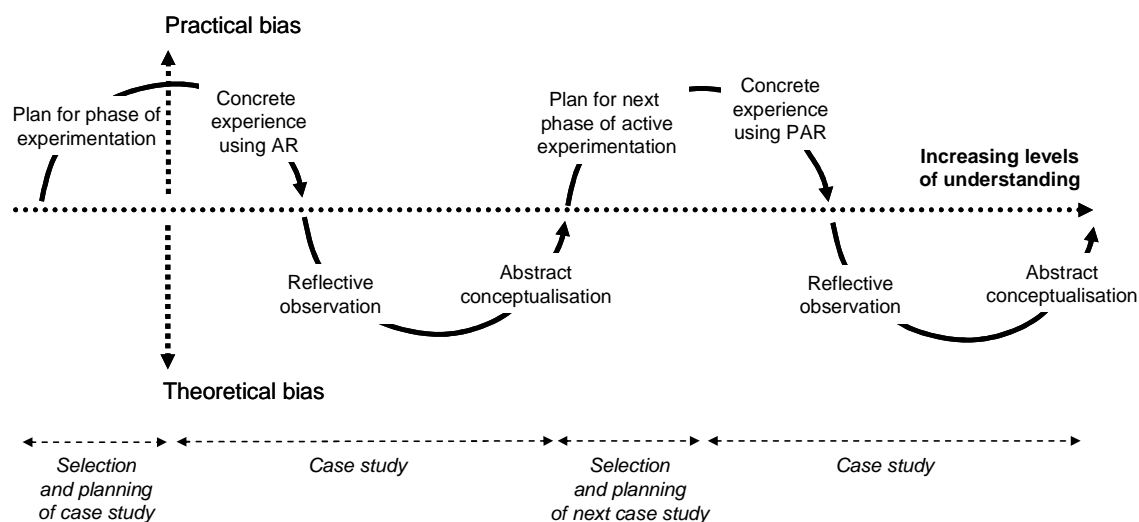 Practical bias
Plan for phase of
experimentation
Concrete
experience
using AR
Plan for next
phase of active
experimentation
Concrete
experience
using PAR
Increasing levels
of understanding
Reflective
observation
Abstract
conceptualisation
Reflective
observation
Abstract
conceptualisation
Theoretical bias
Selection
and planning
of case study
Case study
Selection
and planning
of next case study
Case study